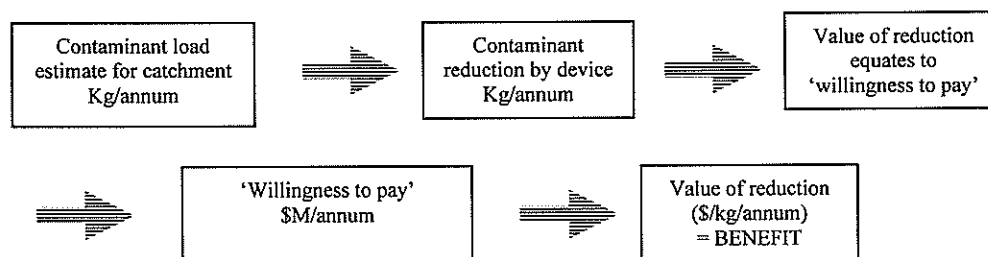 Contaminant load
estimate for catchment
Kg/annum
Contaminant
reduction by device
Kg/annum
Value of reduction
equates to
‘willingness to pay’
‘Willingness to pay’
$M/annum
Value of reduction
($/kg/annum)
= BENEFIT